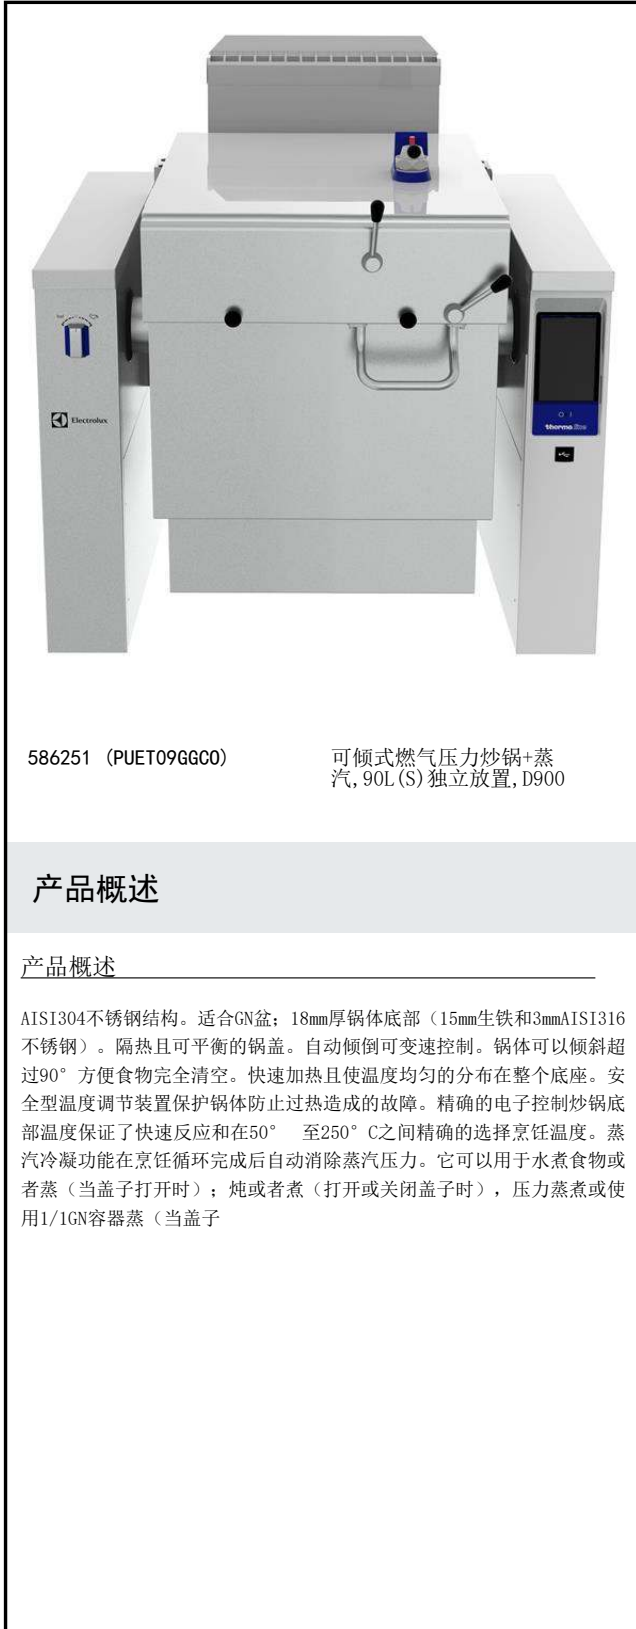 Electrolux
thermaline
586251 (PUET09GGCO)
可倾式燃气压力炒锅+蒸
汽,90L(S)独立放置,D900
产品概述
产品概述
AISI304不锈钢结构。适合GN盆；18mm厚锅体底部（15mm生铁和3mmAISI316
不锈钢）。隔热且可平衡的锅盖。自动倾倒可变速控制。锅体可以倾斜超
过90°方便食物完全清空。快速加热且使温度均匀的分布在整个底座。安
全型温度调节装置保护锅体防止过热造成的故障。精确的电子控制炒锅底
部温度保证了快速反应和在50° 至250°C之间精确的选择烹饪温度。蒸
汽冷凝功能在烹饪循环完成后自动消除蒸汽压力。它可以用于水煮食物或
者蒸（当盖子打开时）；炖或者煮（打开或关闭盖子时），压力蒸煮或使
用1/1GN容器蒸（当盖子